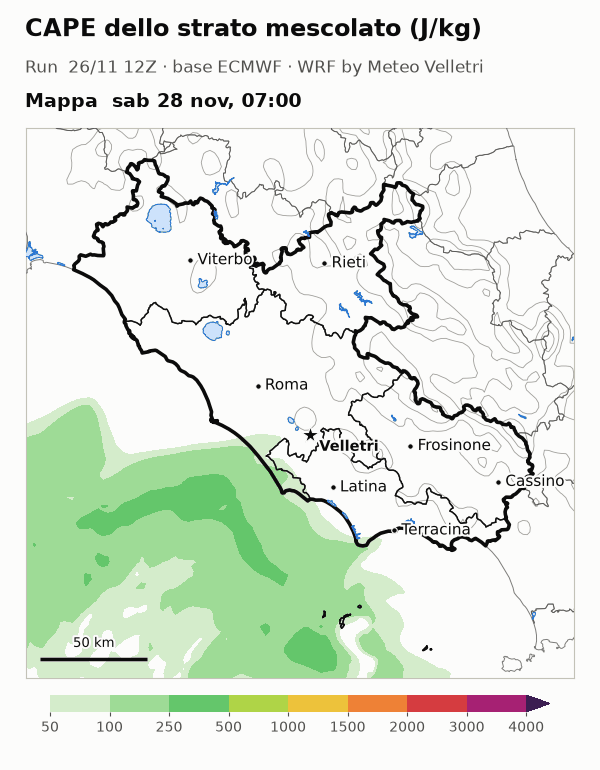 CAPE dello strato mescolato (J/kg)
Run 26/11 12Z · base ECMWF · WRF by Meteo Velletri
Mappa sab 28 nov, 07:00
Viterbo
Rieti
Roma
Velletri
Frosinone
Cassino
Latina
Terracina
50 km
50 100 250 500 1000 1500 2000 3000 4000